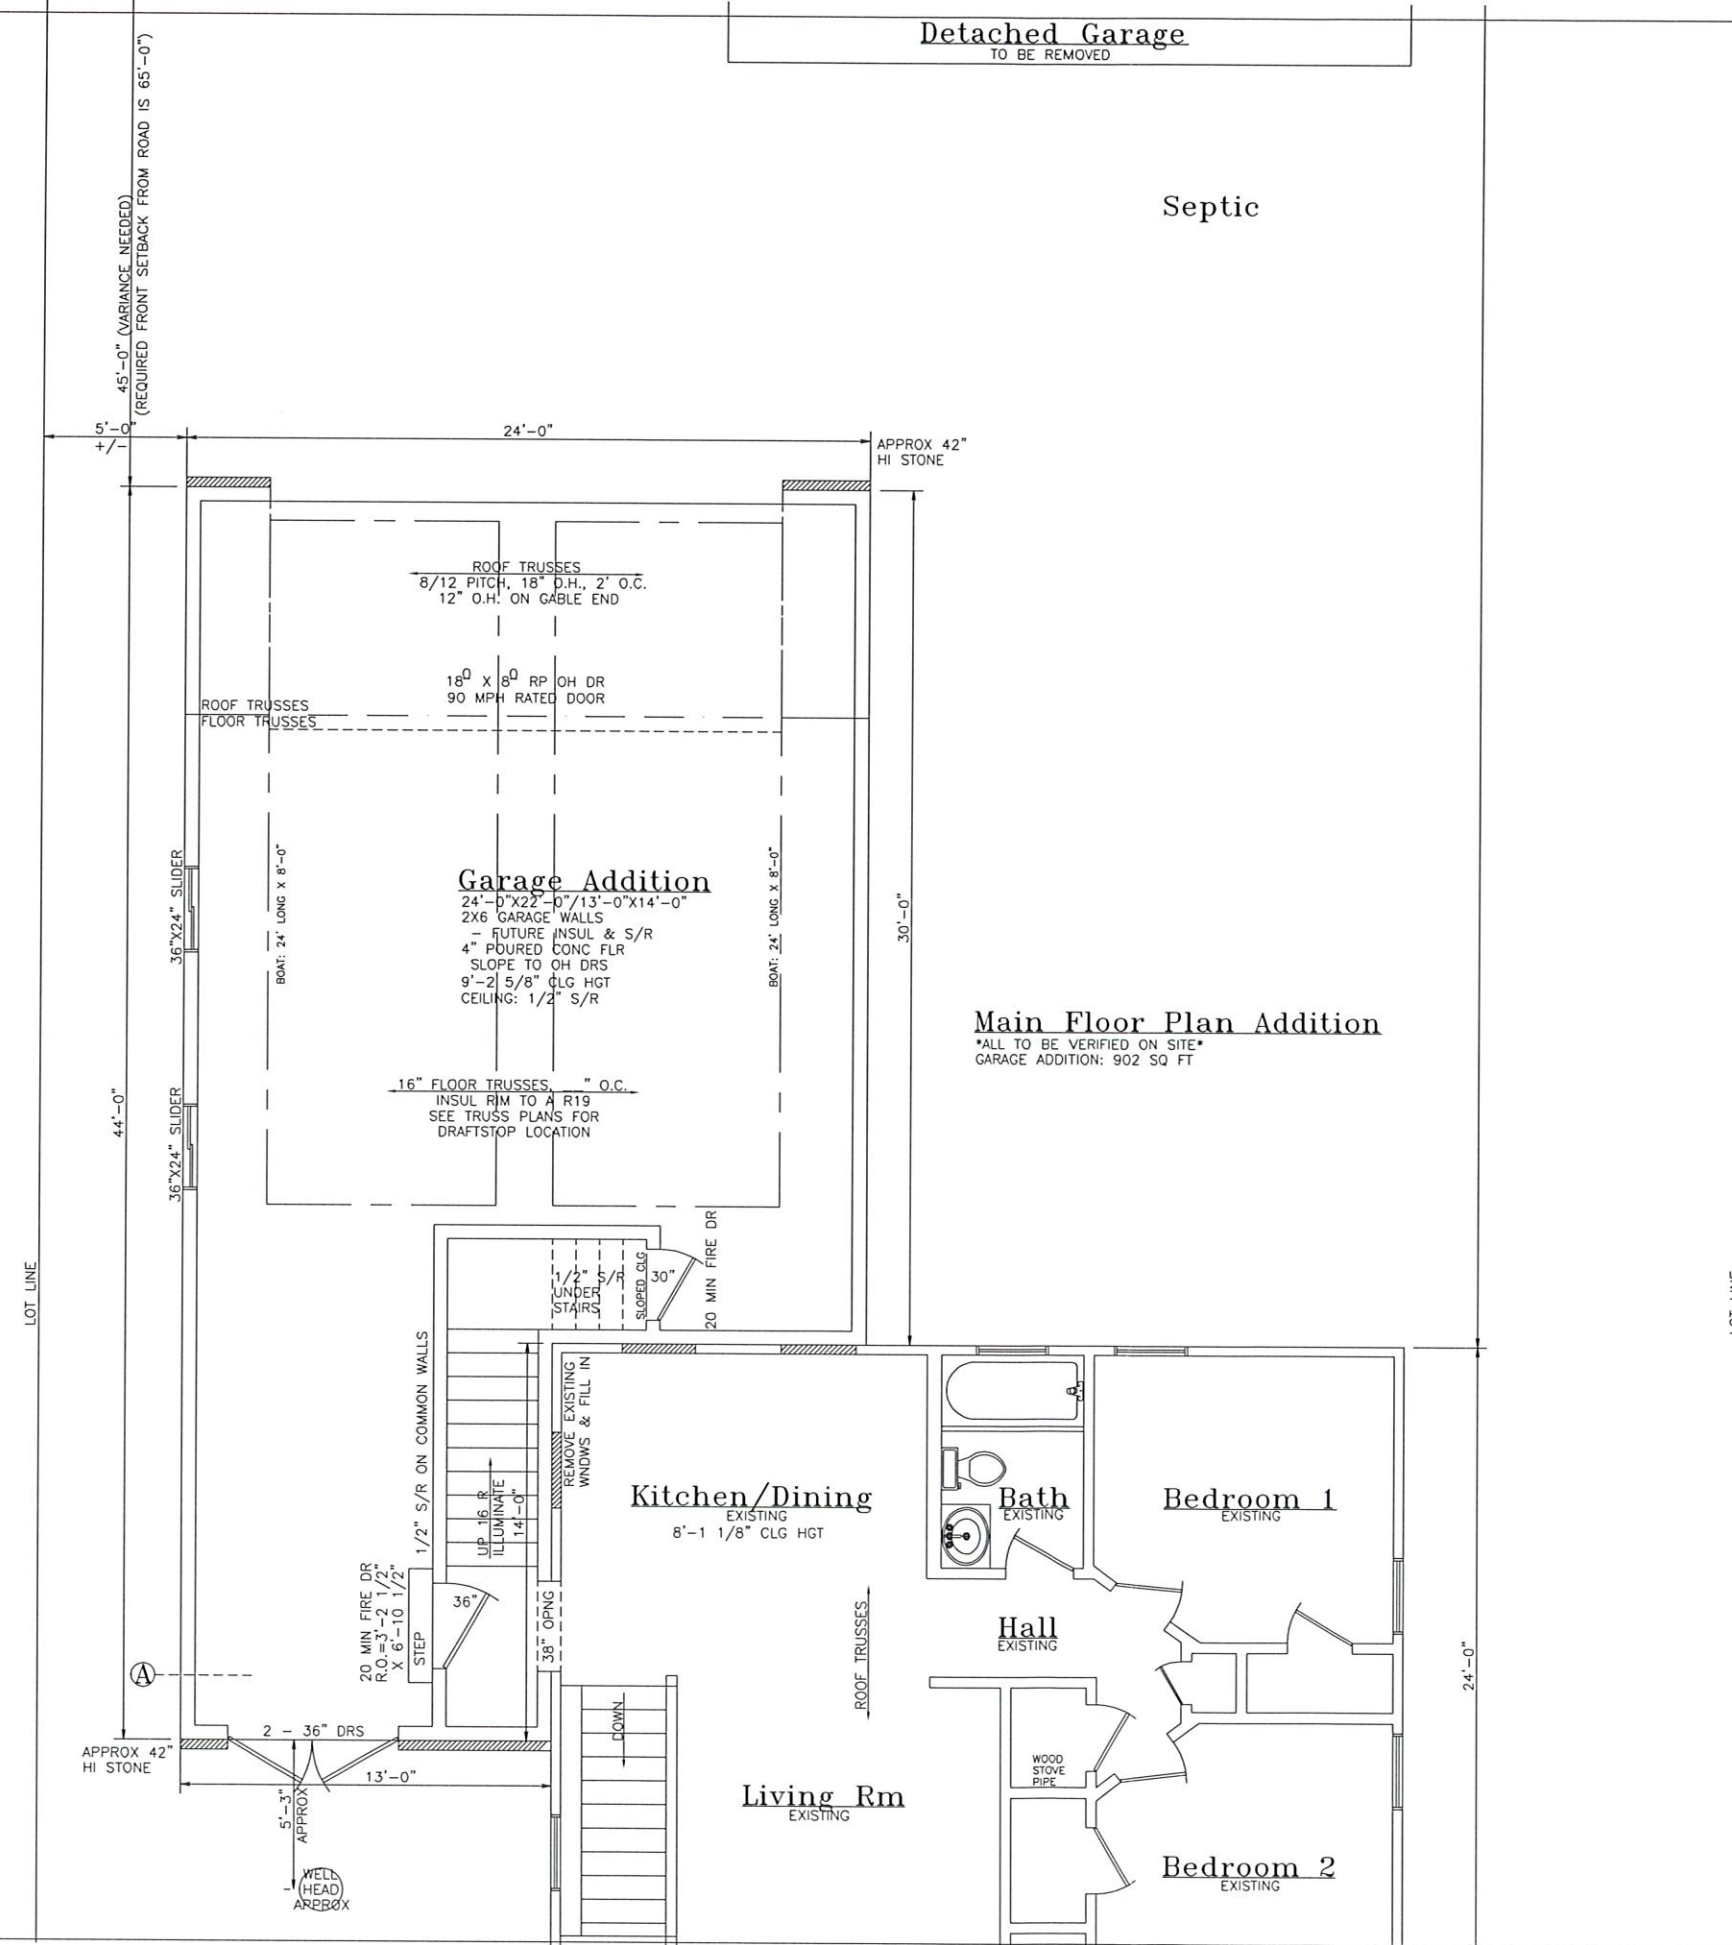 Detached Garage
TO BE REMOVED
45'-0" (VARIANCE NEEDED)
(REQUIRED FRONT SETBACK FROM ROAD IS 65'-0")
Septic
5'-0"
+/-
24'-0"
APPROX 42"
HI STONE
ROOF TRUSSES
8/12 PITCH, 18" O.H., 2' O.C.
12" O.H. ON GABLE END
18⁰ X 8⁰ RP OH DR
90 MPH RATED DOOR
ROOF TRUSSES
FLOOR TRUSSES
36"X24" SLIDER
BOAT: 24' LONG X 8'-0"
BOAT: 24' LONG X 8'-0"
Garage Addition
24'-0"X22'-0"/13'-0"X14'-0"
2X6 GARAGE WALLS
- FUTURE INSUL & S/R
4" POURED CONC FLR
SLOPE TO OH DRS
9'-2 5/8" CLG HGT
CEILING: 1/2" S/R
30'-0"
Main Floor Plan Addition
*ALL TO BE VERIFIED ON SITE*
GARAGE ADDITION: 902 SQ FT
44'-0"
36"X24" SLIDER
16" FLOOR TRUSSES, __" O.C.
INSUL RIM TO A R19
SEE TRUSS PLANS FOR
DRAFTSTOP LOCATION
LOT LINE
1/2" S/R
UNDER
STAIRS
SLOPED CLG
30"
20 MIN FIRE DR
1/2" S/R ON COMMON WALLS
UP 16 R
ILLUMINATE
14'-0"
REMOVE EXISTING
WNDWS & FILL IN
Kitchen/Dining
EXISTING
8'-1 1/8" CLG HGT
Bath
EXISTING
Bedroom 1
EXISTING
20 MIN FIRE DR
R.O.=3'-2 1/2"
X 6'-10 1/2"
STEP
36"
38" OPNG
ROOF TRUSSES
Hall
EXISTING
24'-0"
A
DOWN
2 - 36" DRS
APPROX 42"
HI STONE
13'-0"
5'-3"
APPROX
WOOD
STOVE
PIPE
Living Rm
EXISTING
Bedroom 2
EXISTING
WELL
HEAD
APPROX